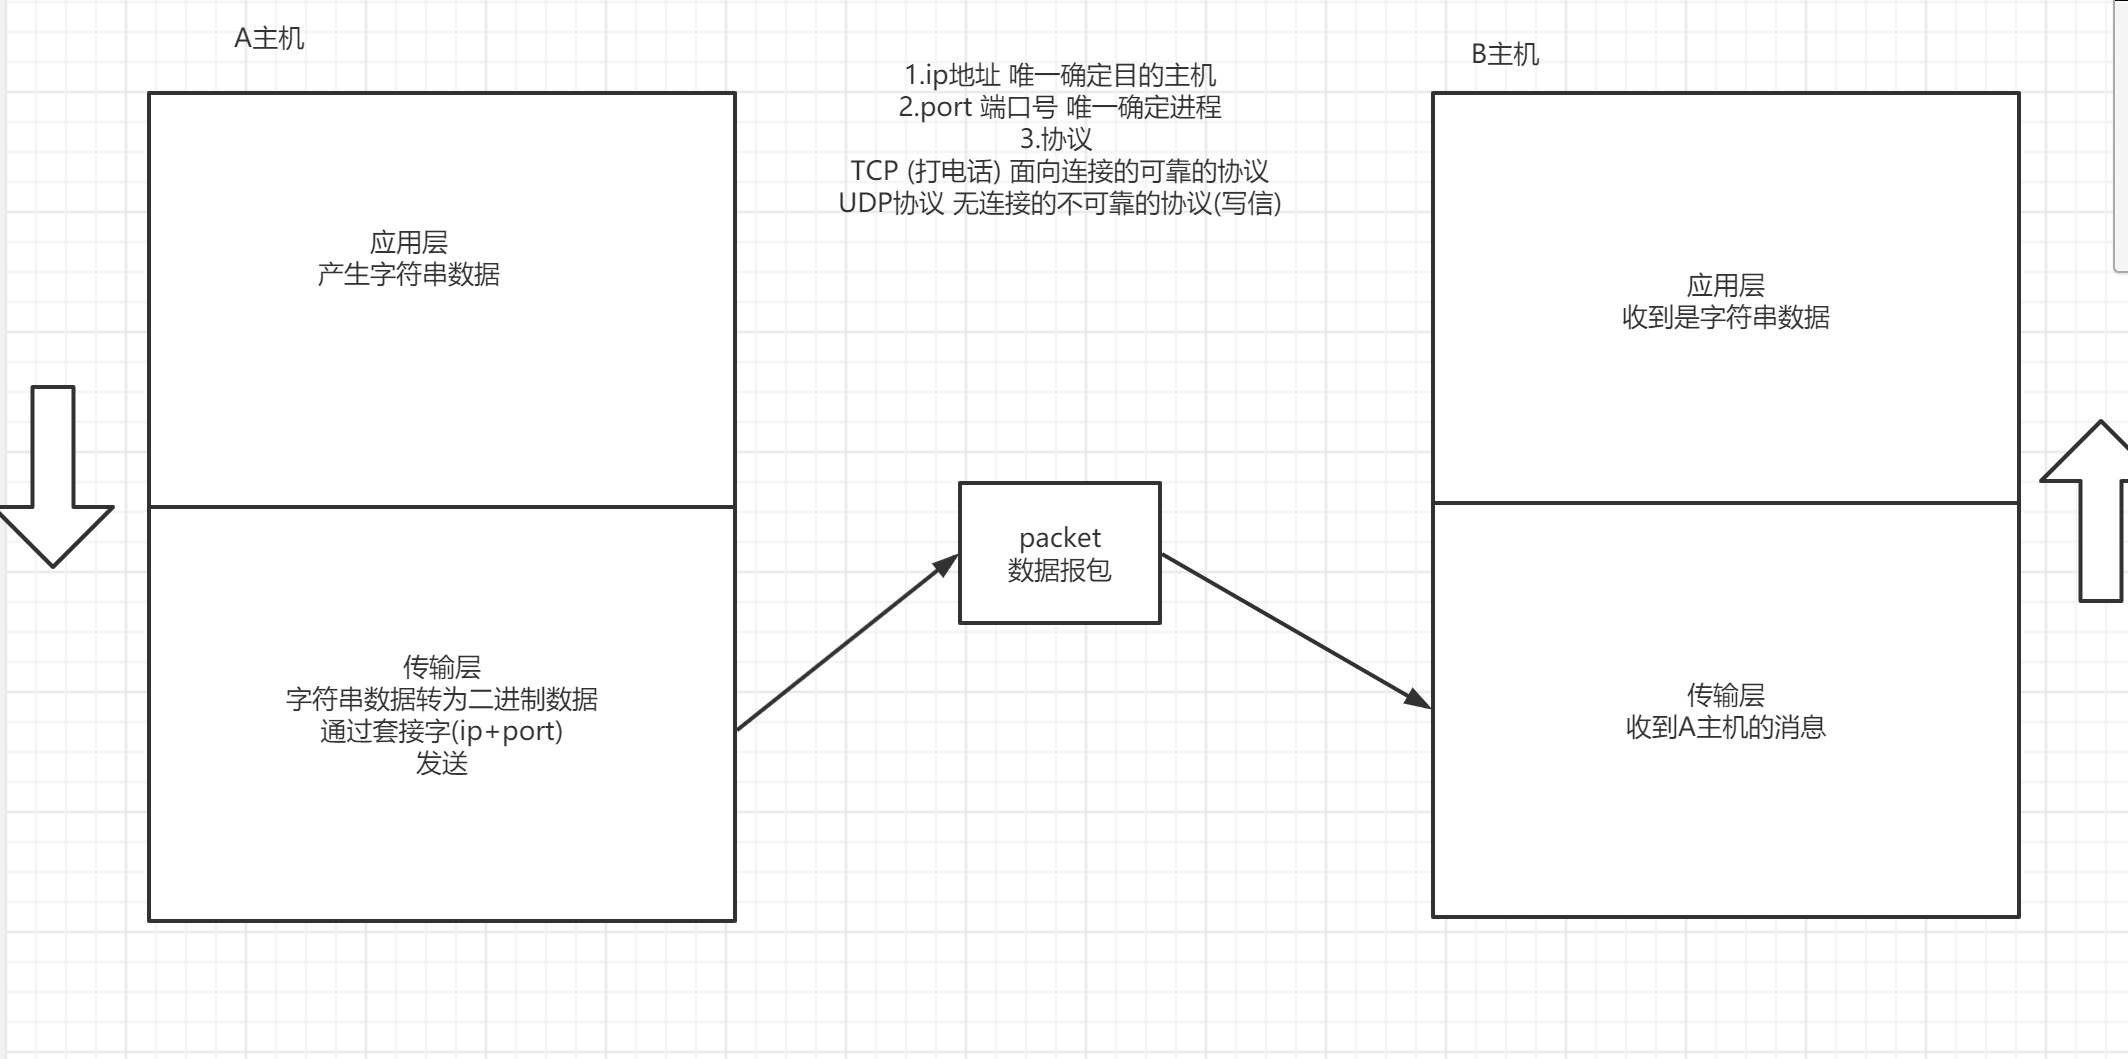 A主机
B主机
1.ip地址 唯一确定目的主机
2.port 端口号 唯一确定进程
3.协议
TCP (打电话) 面向连接的可靠的协议
UDP协议 无连接的不可靠的协议(写信)
应用层
产生字符串数据
传输层
字符串数据转为二进制数据
通过套接字(ip+port)
发送
packet
数据报包
应用层
收到是字符串数据
传输层
收到A主机的消息